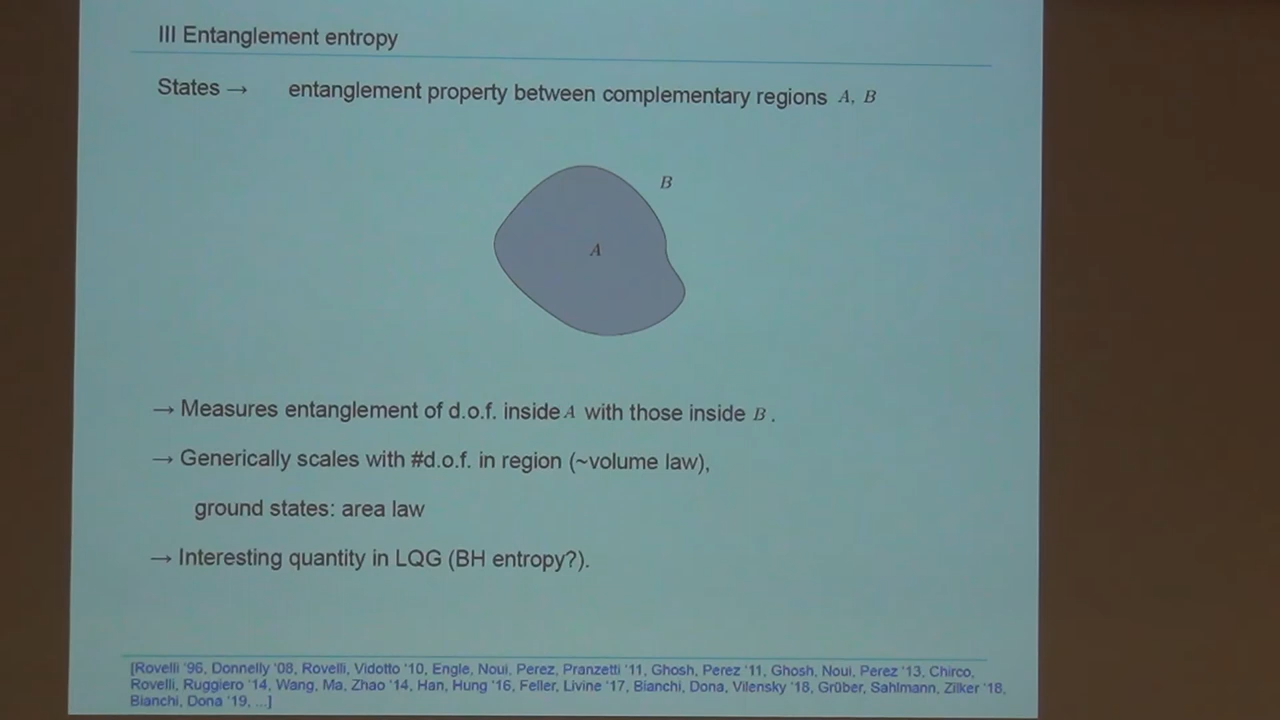 III Entanglement entropy
States → entanglement property between complementary regions A, B
B
A
→ Measures entanglement of d.o.f. inside A with those inside B.
→ Generically scales with #d.o.f. in region (~volume law),
ground states: area law
→ Interesting quantity in LQG (BH entropy?).
[Rovelli '96, Donnelly '08, Rovelli, Vidotto '10, Engle, Noui, Perez, Pranzetti '11, Ghosh, Perez '11, Ghosh, Noui, Perez '13, Chirco,
Rovelli, Ruggiero '14, Wang, Ma, Zhao '14, Han, Hung '16, Feller, Livine '17, Bianchi, Dona, Vilensky '18, Grüber, Sahlmann, Zilker '18,
Bianchi, Dona '19, ...]